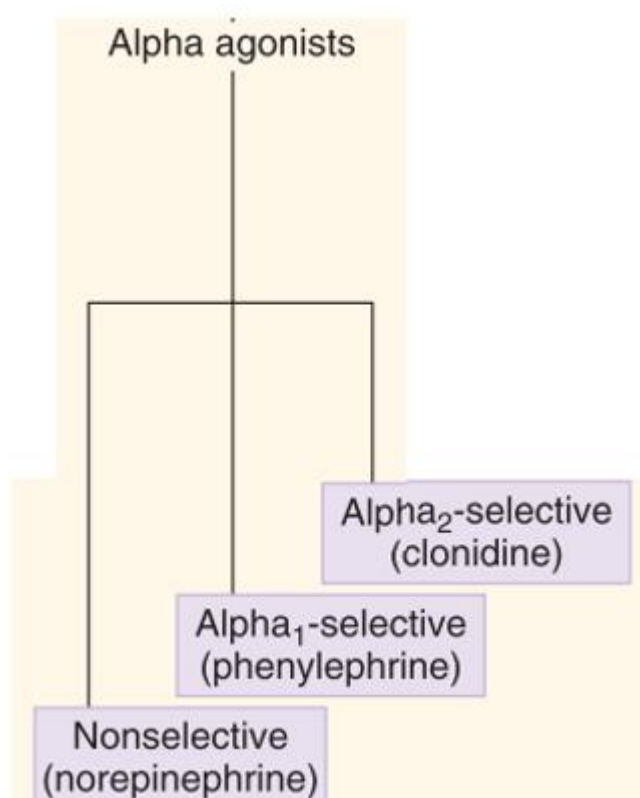 Alpha agonists
Alpha₂-selective
(clonidine)
Alpha₁-selective
(phenylephrine)
Nonselective
(norepinephrine)